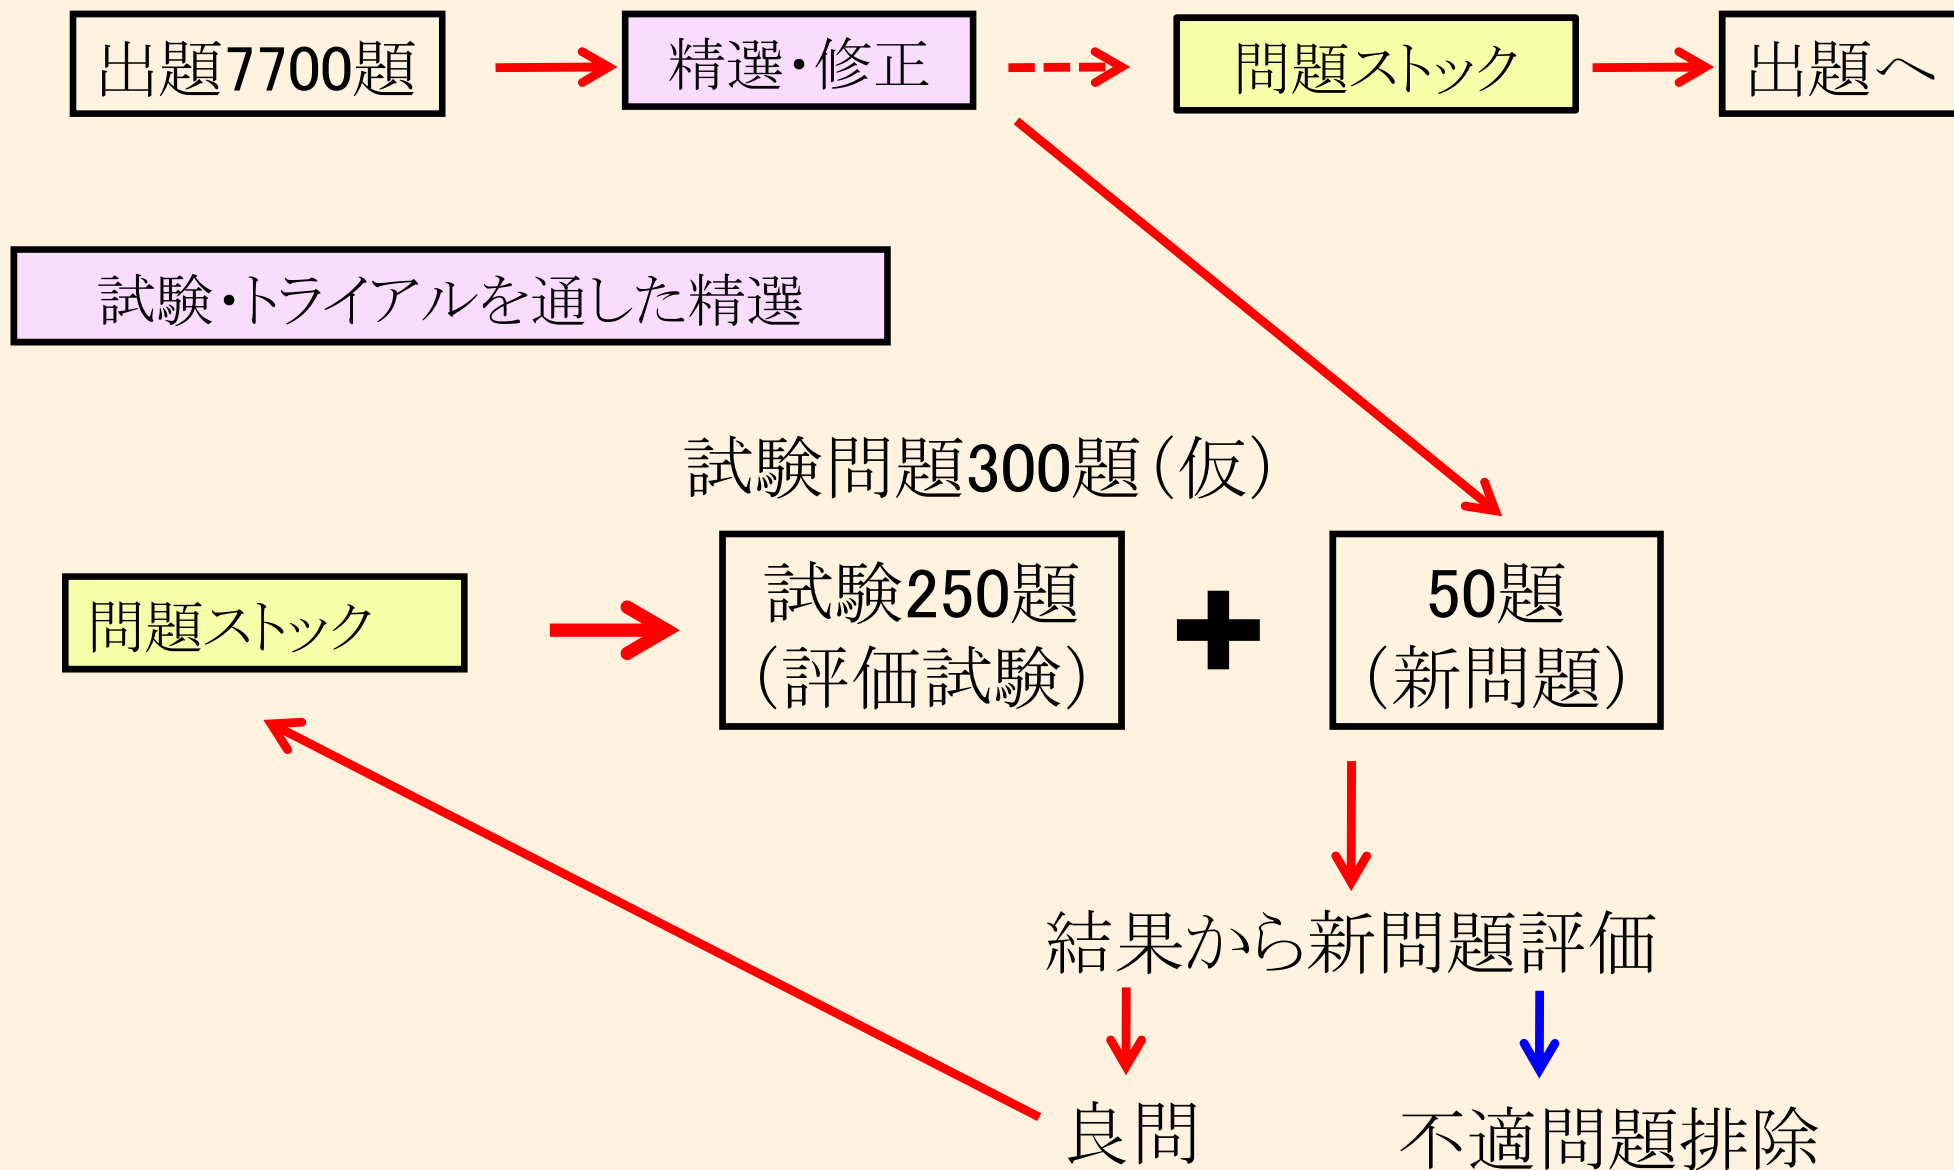 出題7700題
精選・修正
問題ストック
出題へ
試験・トライアルを通した精選
試験問題300題(仮)
問題ストック
試験250題
(評価試験)
50題
(新問題)
結果から新問題評価
良問
不適問題排除